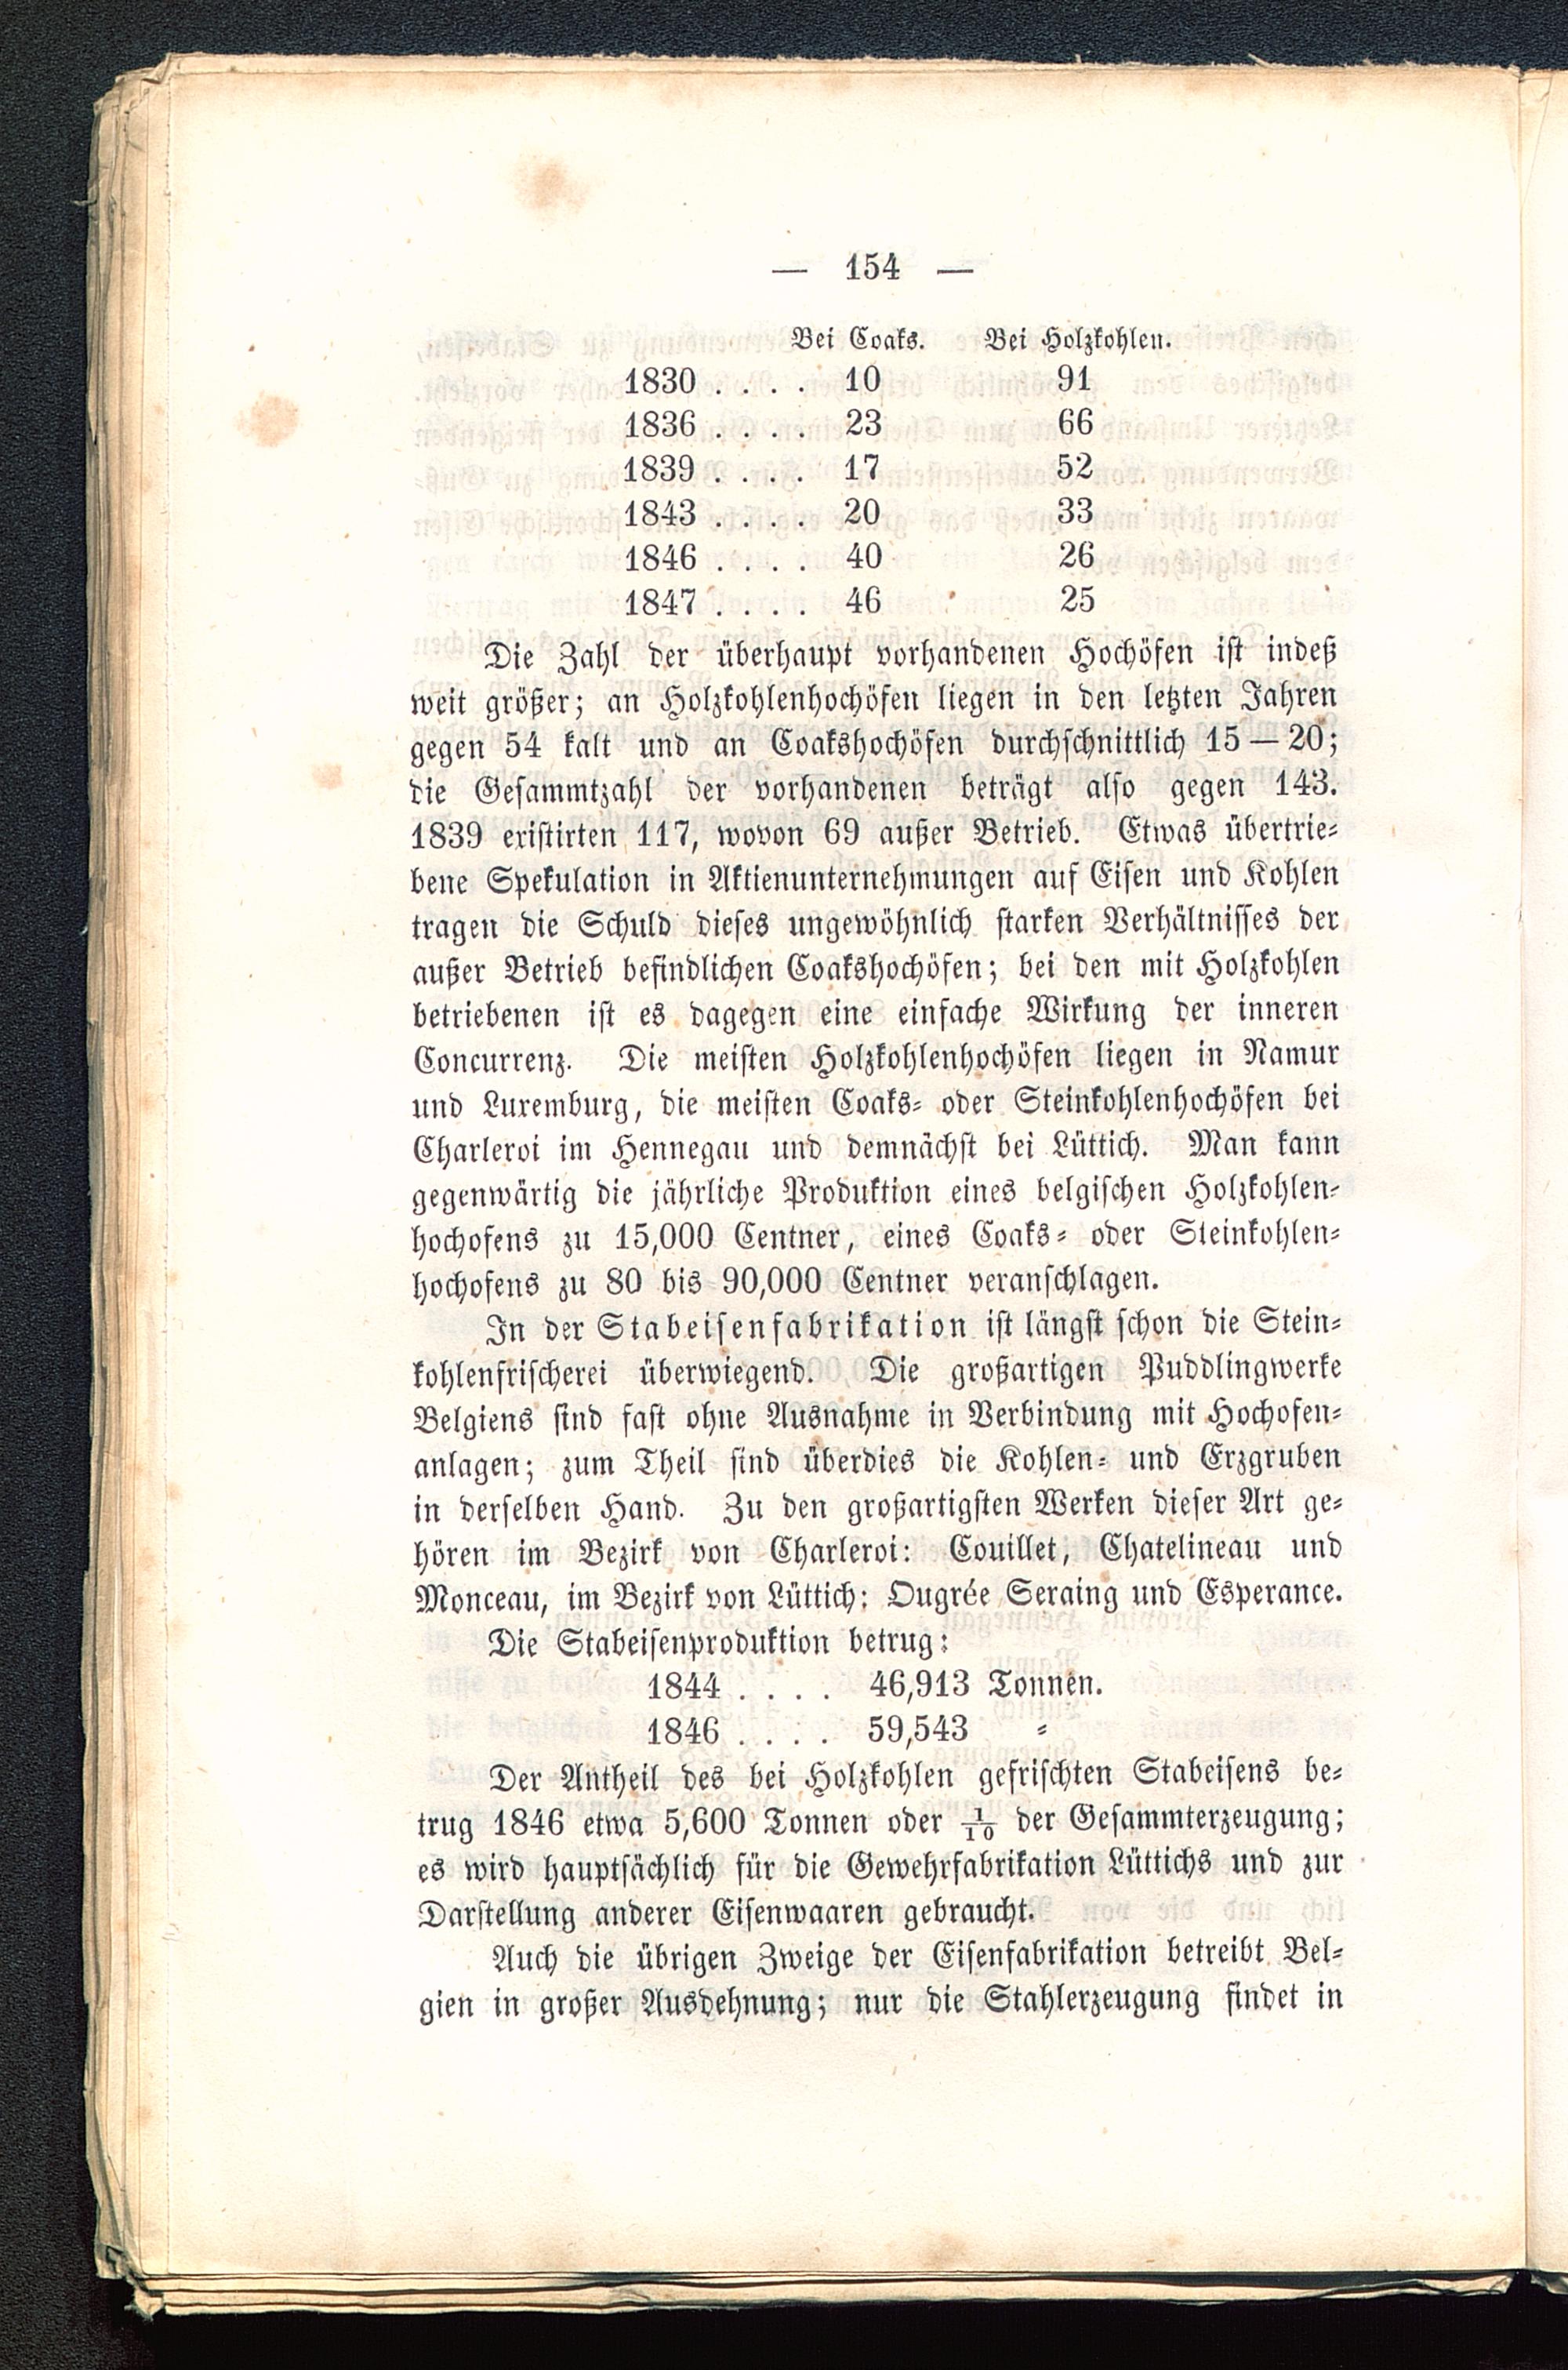 — 154 —
Bei Coaks. Bei Holzkohlen.
1830 . . . . 10 91
1836 . . . . 23 66
1839 . . . . 17 52
1843 . . . . 20 33
1846 . . . . 40 26
1847 . . . . 46 25
Die Zahl der überhaupt vorhandenen Hochöfen ist indeß
weit größer; an Holzkohlenhochöfen liegen in den letzten Jahren
gegen 54 kalt und an Coakshochöfen durchschnittlich 15 — 20;
die Gesammtzahl der vorhandenen beträgt also gegen 143.
1839 existirten 117, wovon 69 außer Betrieb. Etwas übertrie-
bene Spekulation in Aktienunternehmungen auf Eisen und Kohlen
tragen die Schuld dieses ungewöhnlich starken Verhältnisses der
außer Betrieb befindlichen Coakshochöfen; bei den mit Holzkohlen
betriebenen ist es dagegen eine einfache Wirkung der inneren
Concurrenz. Die meisten Holzkohlenhochöfen liegen in Namur
und Luxemburg, die meisten Coaks- oder Steinkohlenhochöfen bei
Charleroi im Hennegau und demnächst bei Lüttich. Man kann
gegenwärtig die jährliche Produktion eines belgischen Holzkohlen-
hochofens zu 15,000 Centner, eines Coaks- oder Steinkohlen-
hochofens zu 80 bis 90,000 Centner veranschlagen.
In der Stabeisenfabrikation ist längst schon die Stein-
kohlenfrischerei überwiegend. Die großartigen Puddlingwerke
Belgiens sind fast ohne Ausnahme in Verbindung mit Hochofen-
anlagen; zum Theil sind überdies die Kohlen- und Erzgruben
in derselben Hand. Zu den großartigsten Werken dieser Art ge-
hören im Bezirk von Charleroi: Couillet, Chatelineau und
Monceau, im Bezirk von Lüttich: Ougrée Seraing und Esperance.
Die Stabeisenproduktion betrug:
1844 . . . . 46,913 Tonnen.
1846 . . . . 59,543 "
Der Antheil des bei Holzkohlen gefrischten Stabeisens be-
trug 1846 etwa 5,600 Tonnen oder 1/10 der Gesammterzeugung;
es wird hauptsächlich für die Gewehrfabrikation Lüttichs und zur
Darstellung anderer Eisenwaaren gebraucht.
Auch die übrigen Zweige der Eisenfabrikation betreibt Bel-
gien in großer Ausdehnung; nur die Stahlerzeugung findet in